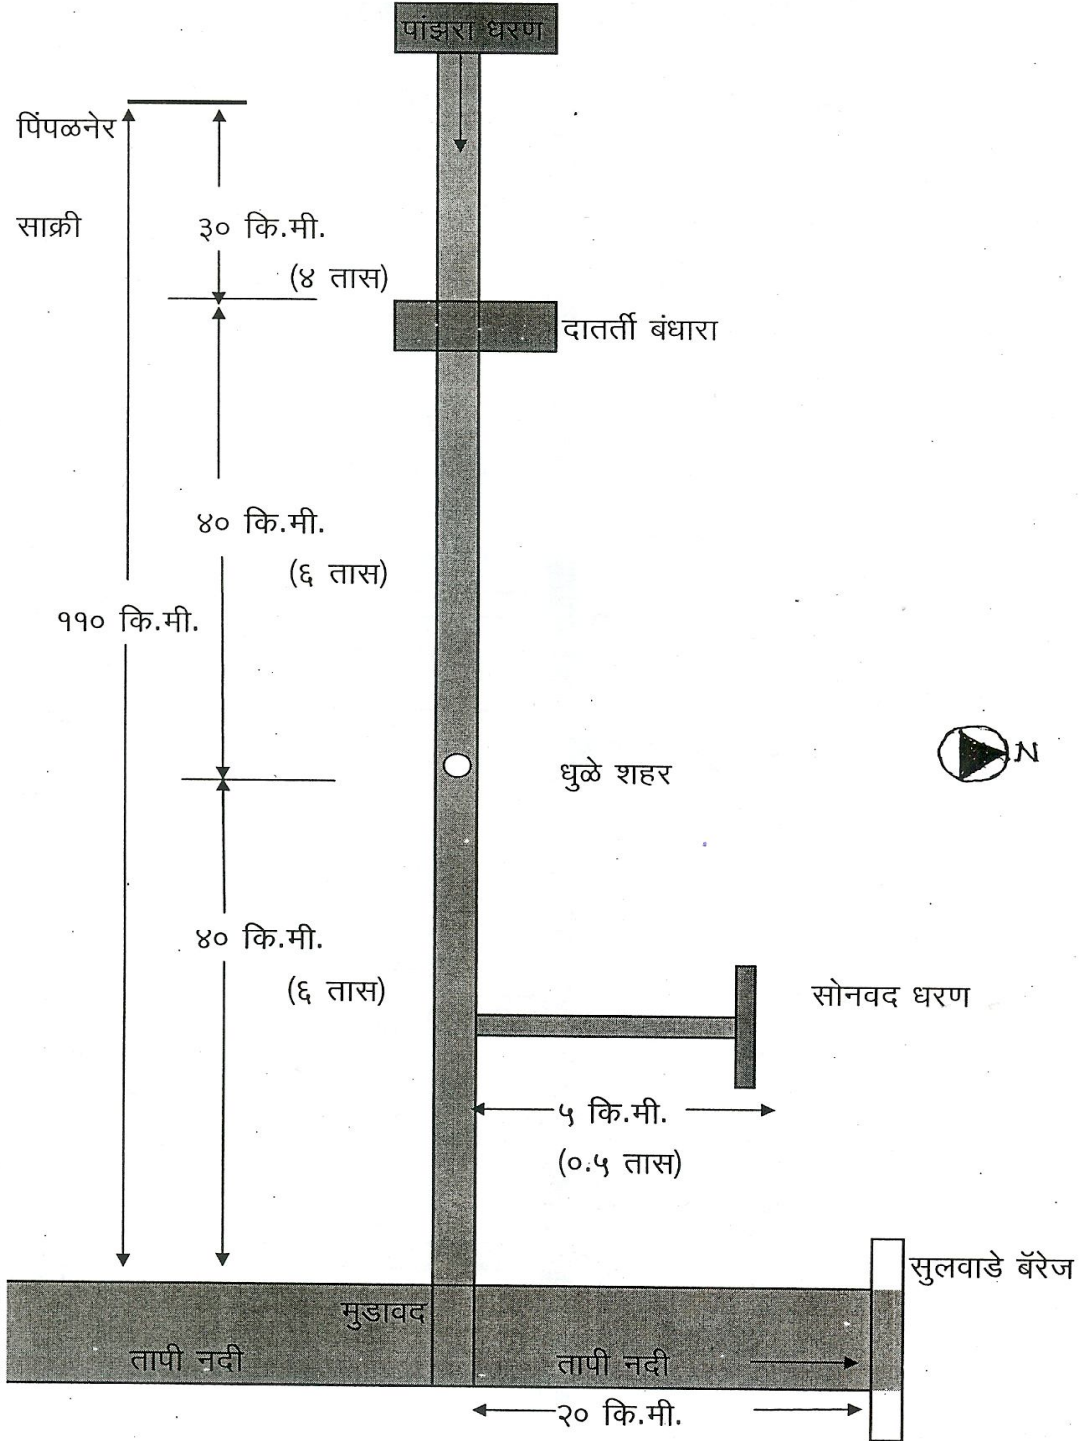 पांझरा धरण
पिंपळनेर
साक्री
३० कि.मी.
(४ तास)
दातर्ती बंधारा
४० कि.मी.
(६ तास)
११० कि.मी.
N
धुळे शहर
४० कि.मी.
(६ तास)
सोनवद धरण
५ कि.मी.
(०.५ तास)
सुलवाडे बॅरेज
मुडावद
तापी नदी
तापी नदी
२० कि.मी.